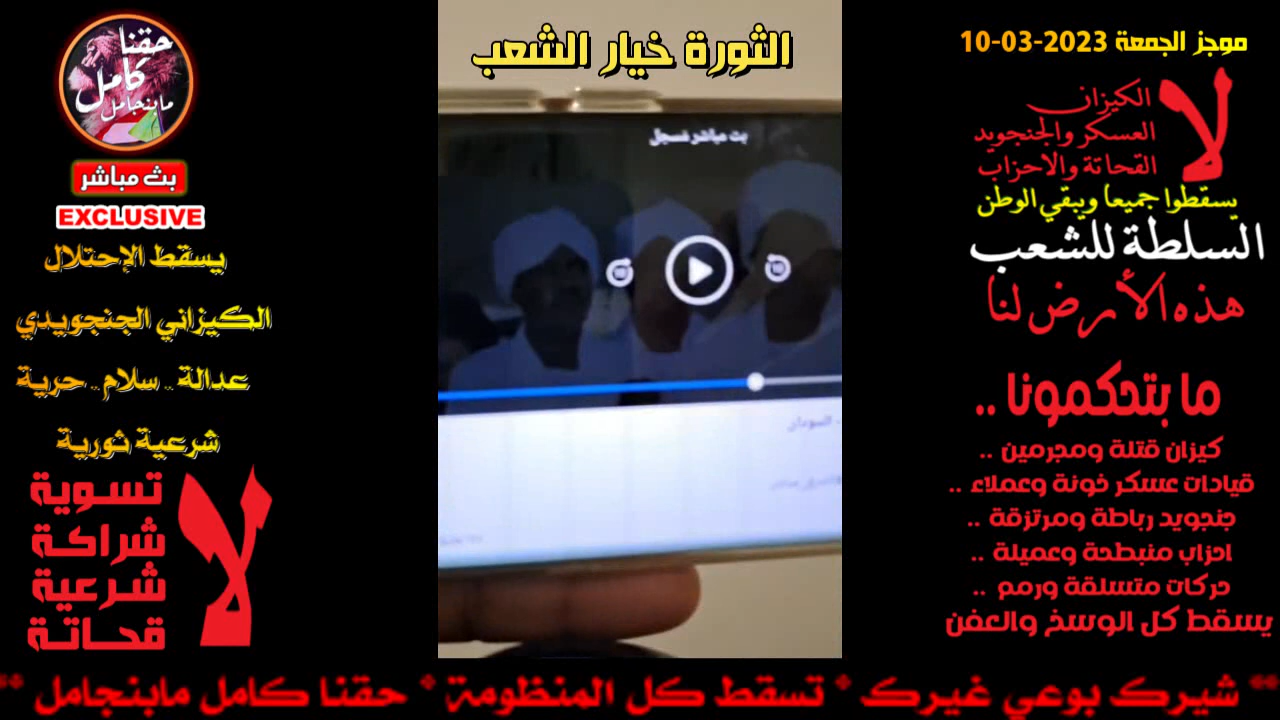 حقنا
كامل
مابنجامل
بث مباشر
EXCLUSIVE
يسقط الإحتلال
الكيزاني الجنجويدي
عدالة .. سلام .. حرية
شرعية ثورية
لا
تسوية
شراكة
شرعية
قحاتة
الثورة خيار الشعب
بث مباشر مسجل
10
10
السودان
موجز الجمعة 2023-03-10
لا
الكيزان
العسكر والجنجويد
القحاتة والاحزاب
يسقطوا جميعا ويبقي الوطن
السلطة للشعب
هذه الأرض لنا
ما بتحكمونا ..
كيزان قتلة ومجرمين ..
قيادات عسكر خونة وعملاء ..
جنجويد رباطة ومرتزقة ..
احزاب منبطحة وعميلة ..
حركات متسلقة ورمم ..
يسقط كل الوسخ والعفن
** شيرك بوعي غيرك * تسقط كل المنظومة * حقنا كامل مابنجامل **